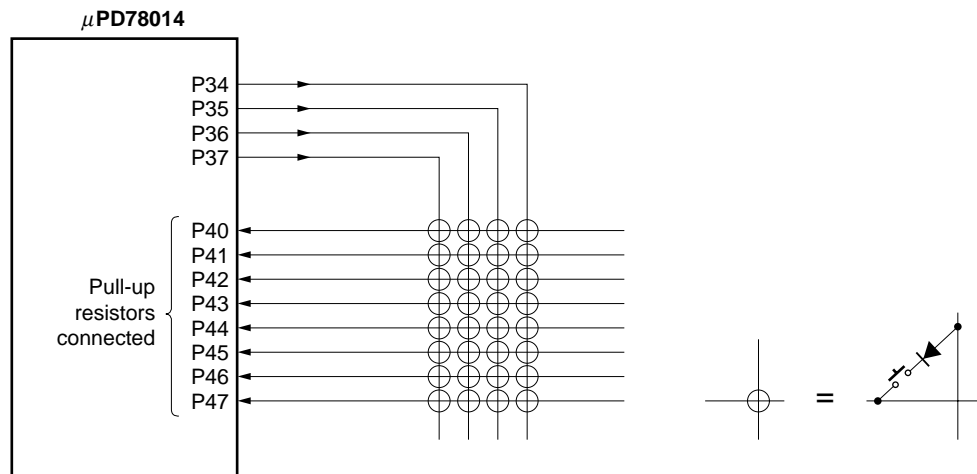 μPD78014
P34
P35
P36
P37
P40
P41
P42
P43
P44
P45
P46
P47
Pull-up
resistors
connected
=